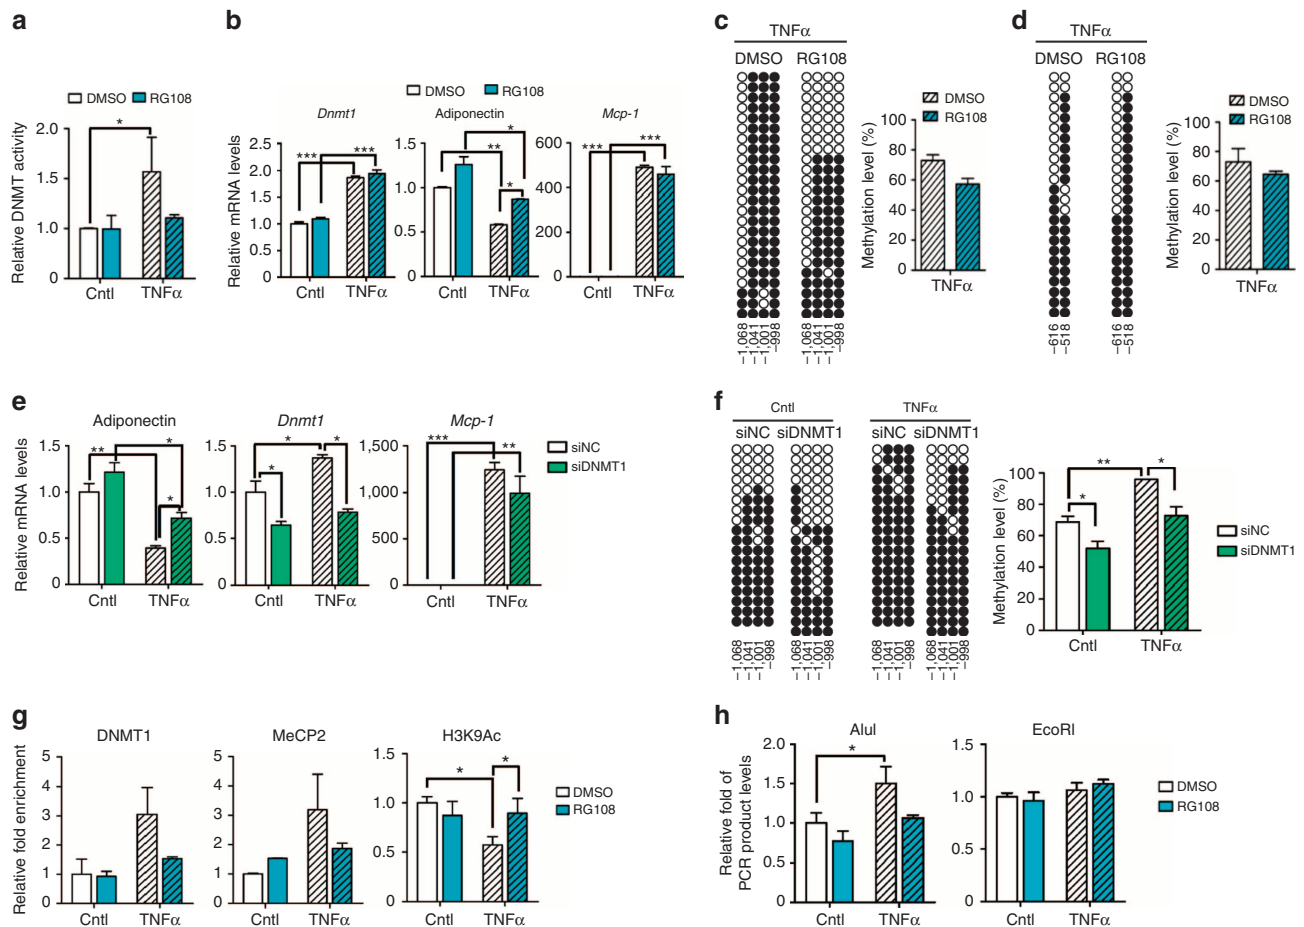 a
DMSO RG108
Relative DNMT activity
2.0
1.5
1.0
0.5
0
*
Cntl TNFα
b
DMSO RG108
Relative mRNA levels
Dnmt1
2.5
2.0
1.5
1.0
0.5
0
*** ***
Cntl TNFα
Adiponectin
1.5
1.0
0.5
0
** * *
Cntl TNFα
Mcp-1
600
400
200
0
*** ***
Cntl TNFα
c
TNFα
DMSO RG108
−1,068
−1,041
−1,001
−998
−1,068
−1,041
−1,001
−998
DMSO
RG108
Methylation level (%)
100
80
60
40
20
0
TNFα
d
TNFα
DMSO RG108
−616
−518
−616
−518
DMSO
RG108
Methylation level (%)
100
80
60
40
20
0
TNFα
e
Relative mRNA levels
Adiponectin
1.5
1.0
0.5
0
** * *
Cntl TNFα
Dnmt1
1.5
1.0
0.5
0
* * *
Cntl TNFα
Mcp-1
1,500
1,000
500
0
*** **
Cntl TNFα
siNC
siDNMT1
f
Cntl TNFα
siNC siDNMT1 siNC siDNMT1
−1,068
−1,041
−1,001
−998
−1,068
−1,041
−1,001
−998
−1,068
−1,041
−1,001
−998
−1,068
−1,041
−1,001
−998
Methylation level (%)
100
80
60
40
20
0
* ** *
Cntl TNFα
siNC
siDNMT1
g
Relative fold enrichment
DNMT1
5
4
3
2
1
0
Cntl TNFα
MeCP2
5
4
3
2
1
0
Cntl TNFα
H3K9Ac
1.5
1.0
0.5
0
* *
Cntl TNFα
DMSO
RG108
h
Relative fold of
PCR product levels
AluI
2.0
1.5
1.0
0.5
0
*
Cntl TNFα
EcoRI
1.5
1.0
0.5
0
Cntl TNFα
DMSO
RG108